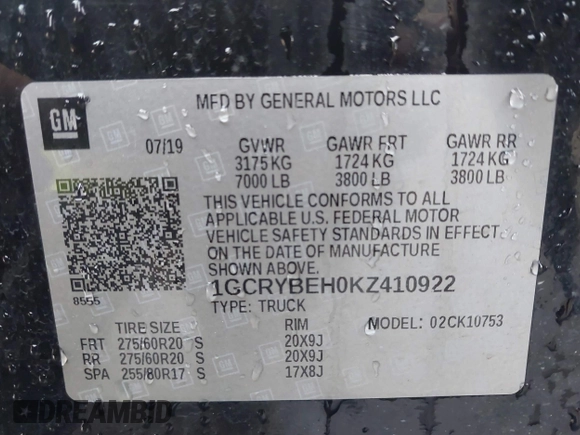 GM
MFD BY GENERAL MOTORS LLC
07/19 GVWR GAWR FRT GAWR RR
3175 KG 1724 KG 1724 KG
7000 LB 3800 LB 3800 LB
THIS VEHICLE CONFORMS TO ALL
APPLICABLE U.S. FEDERAL MOTOR
VEHICLE SAFETY STANDARDS IN EFFECT
ON THE DATE OF MANUFACTURE
SHOWN ABOVE.
8555
1GCRYBEH0KZ410922
TYPE: TRUCK MODEL: 02CK10753
TIRE SIZE RIM
FRT 275/60R20 S 20X9J
RR 275/60R20 S 20X9J
SPA 255/80R17 S 17X8J
DREAMBID